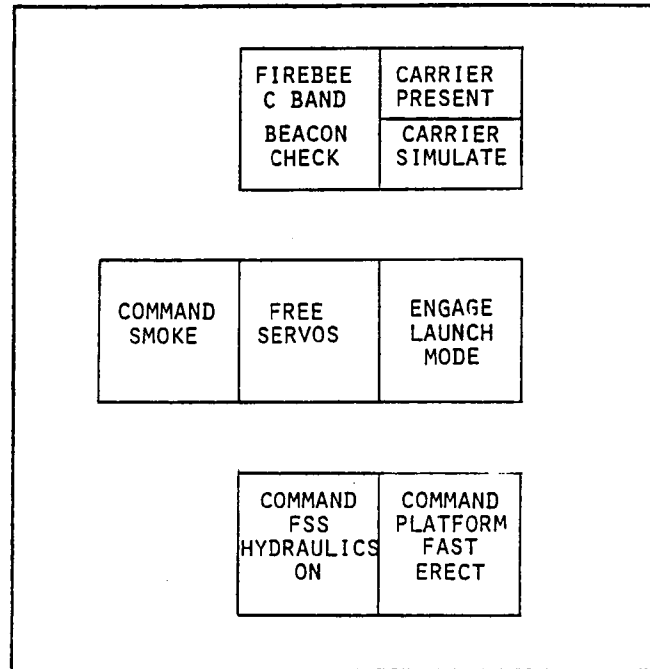 FIREBEE
C BAND
BEACON
CHECK
CARRIER
PRESENT
CARRIER
SIMULATE
COMMAND
SMOKE
FREE
SERVOS
ENGAGE
LAUNCH
MODE
COMMAND
FSS
HYDRAULICS
ON
COMMAND
PLATFORM
FAST
ERECT